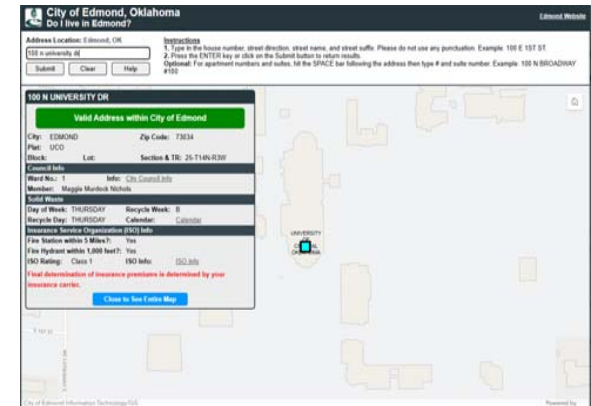 City of Edmond, Oklahoma
Do I live in Edmond?
Edmond Website
Address Location: Edmond, OK
100 n university dr
Submit Clear Help
Instructions
1. Type in the house number, street direction, street name, and street suffix. Please do not use any punctuation. Example: 100 E 1ST ST.
2. Press the ENTER key or click on the Submit button to return results.
Optional: For apartment numbers and suites, hit the SPACE bar following the address then type # and suite number. Example: 100 N BROADWAY
#100
100 N UNIVERSITY DR
Valid Address within City of Edmond
City: EDMOND Zip Code: 73034
Plat: UCO
Block: Lot: Section & TR: 26-T14N-R3W
Council Info
Ward No.: 1 Info: City Council Info
Member: Maggie Murdock Nichols
Solid Waste
Day of Week: THURSDAY Recycle Week: B
Recycle Day: THURSDAY Calendar: Calendar
Insurance Service Organization (ISO) Info
Fire Station within 5 Miles?: Yes
Fire Hydrant within 1,000 feet?: Yes
ISO Rating: Class 1 ISO Info: ISO Info
Final determination of insurance premiums is determined by your
insurance carrier.
Close to See Entire Map
UNIVERSITY
OF
CENTRAL
OKLAHOMA
City of Edmond Information Technology/GIS
Powered by